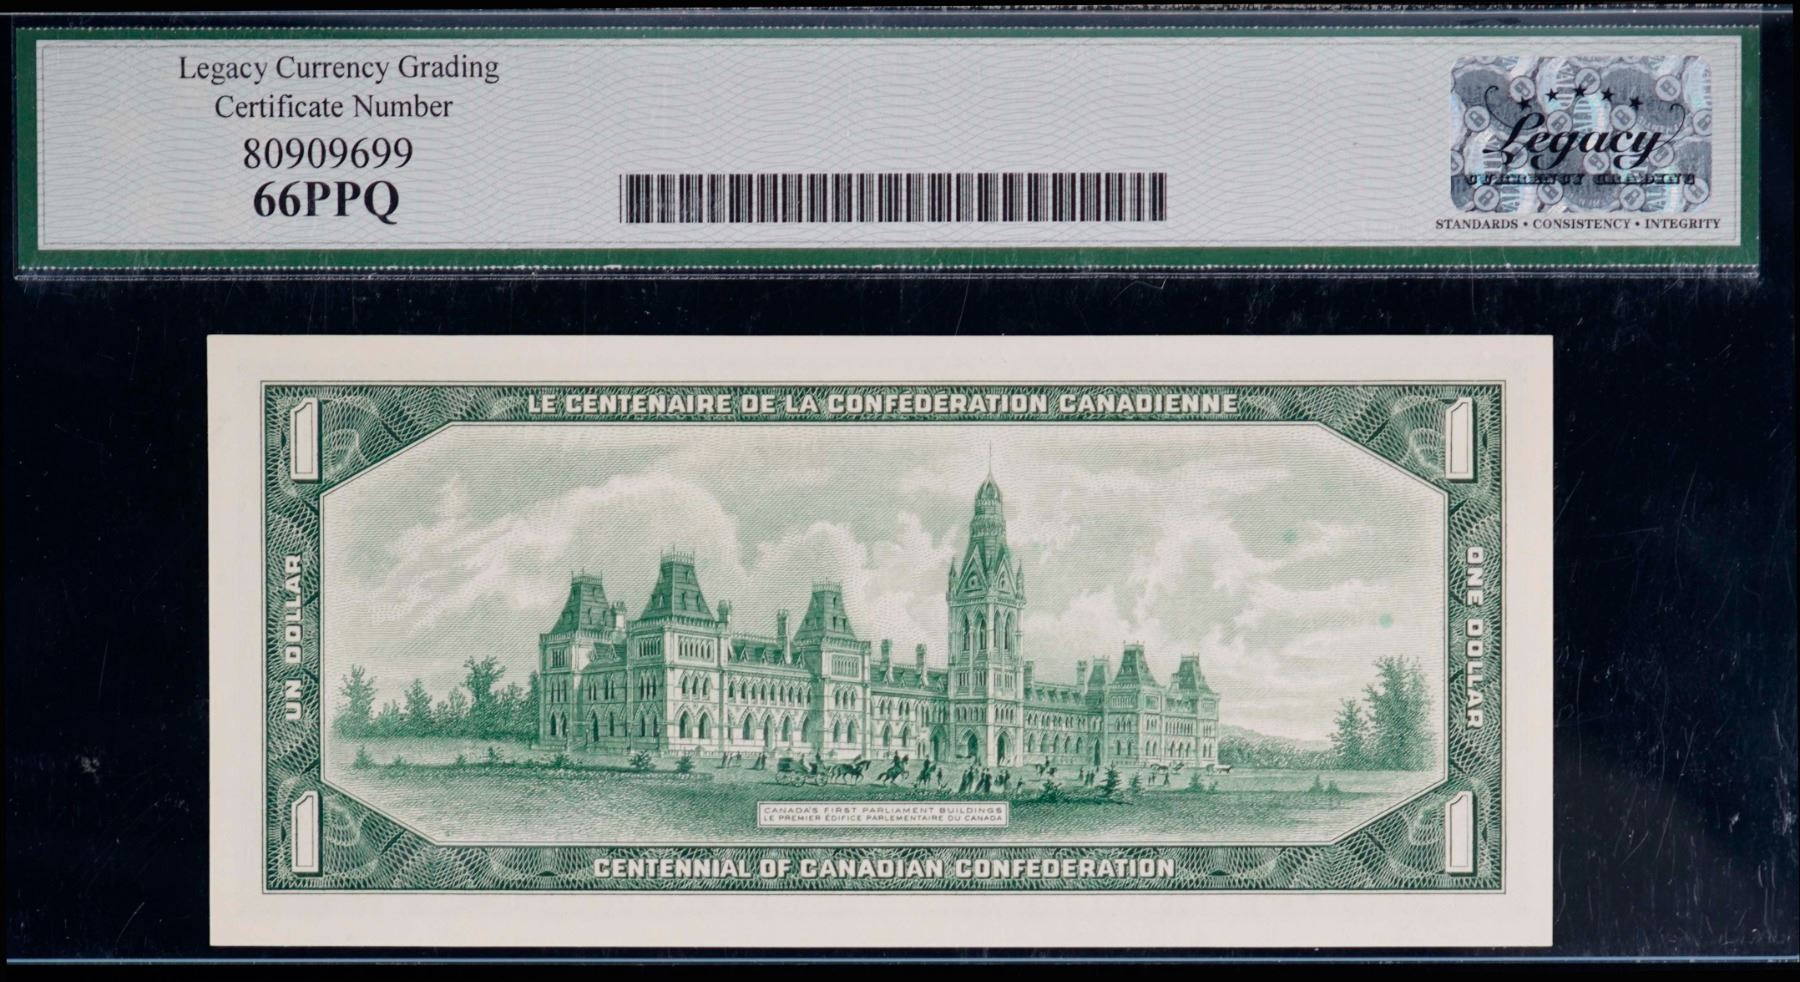 Legacy Currency Grading
Certificate Number
80909699
66PPQ
Legacy
CURRENCY GRADING
STANDARDS • CONSISTENCY • INTEGRITY
1 LE CENTENAIRE DE LA CONFÉDÉRATION CANADIENNE 1
UN DOLLAR
ONE DOLLAR
CANADA'S FIRST PARLIAMENT BUILDINGS
LE PREMIER ÉDIFICE PARLEMENTAIRE DU CANADA
1 CENTENNIAL OF CANADIAN CONFEDERATION 1